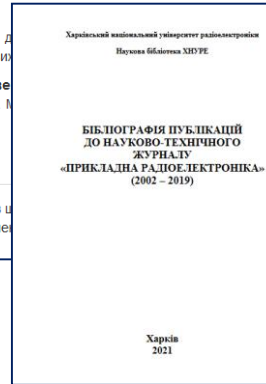 Харківський національний університет радіоелектроніки
Наукова бібліотека ХНУРЕ
БІБЛІОГРАФІЯ ПУБЛІКАЦІЙ
ДО НАУКОВО-ТЕХНІЧНОГО
ЖУРНАЛУ
«ПРИКЛАДНА РАДІОЕЛЕКТРОНІКА»
(2002 – 2019)
Харків
2021